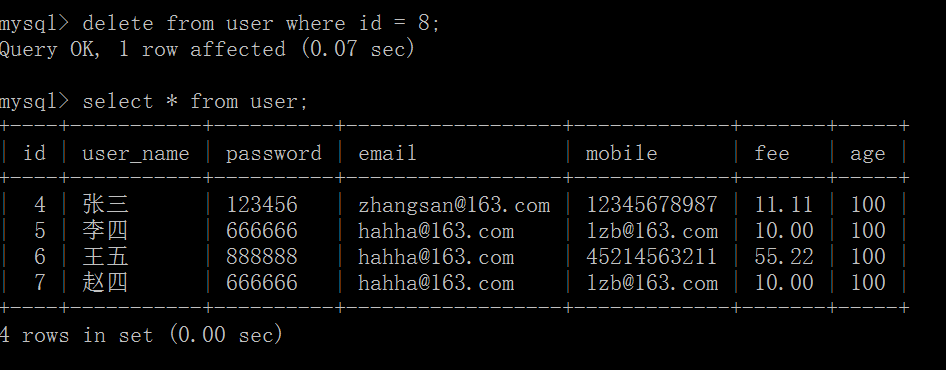 mysql> delete from user where id = 8;
Query OK, 1 row affected (0.07 sec)
mysql> select * from user;
+----+-----------+----------+------------------+-------------+-------+-----+
| id | user_name | password | email            | mobile      | fee   | age |
+----+-----------+----------+------------------+-------------+-------+-----+
|  4 | 张三      | 123456   | zhangsan@163.com | 12345678987 | 11.11 | 100 |
|  5 | 李四      | 666666   | hahha@163.com    | lzb@163.com | 10.00 | 100 |
|  6 | 王五      | 888888   | hahha@163.com    | 45214563211 | 55.22 | 100 |
|  7 | 赵四      | 666666   | hahha@163.com    | lzb@163.com | 10.00 | 100 |
+----+-----------+----------+------------------+-------------+-------+-----+
4 rows in set (0.00 sec)